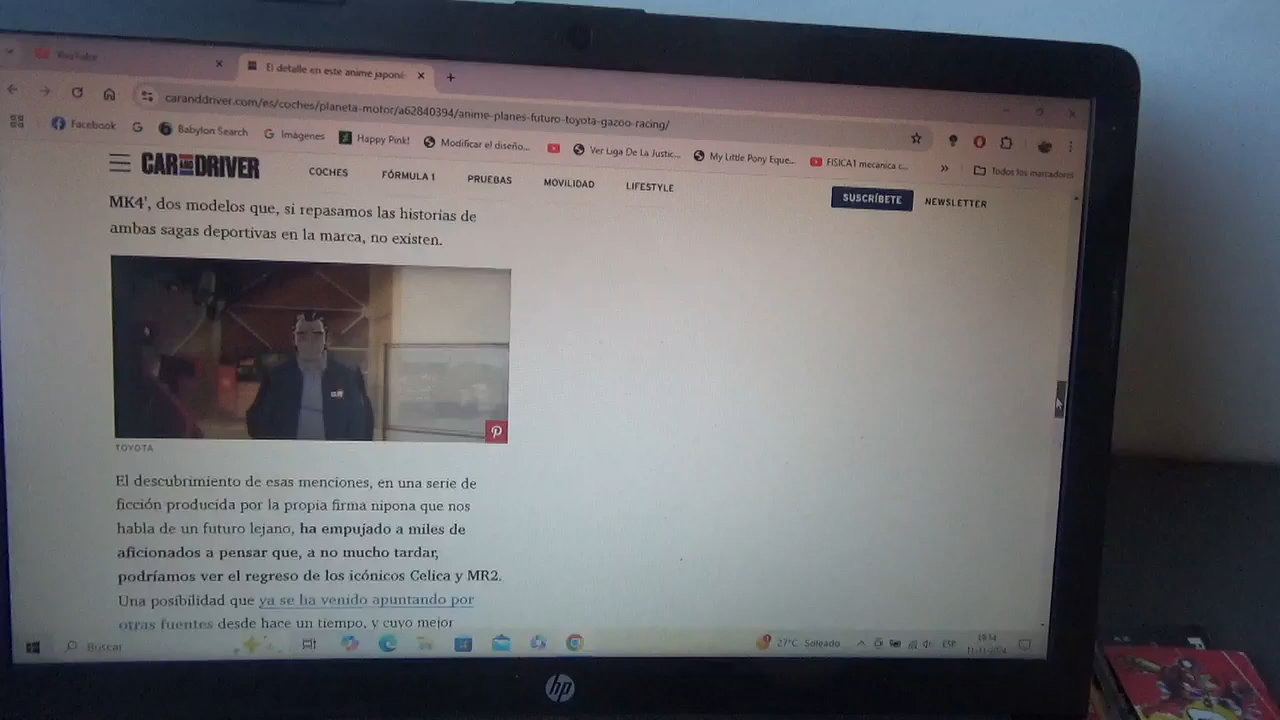 YouTube
El detalle en este anime japoné
caranddriver.com/es/coches/planeta-motor/a62840394/anime-planes-futuro-toyota-gazoo-racing/
Facebook
Babylon Search
Imágenes
Happy Pink!
Modificar el diseño...
Ver Liga De La Justic...
My Little Pony Eque...
FISICA1 mecánica c...
Todos los marcadores
CAR AND DRIVER
COCHES
FÓRMULA 1
PRUEBAS
MOVILIDAD
LIFESTYLE
SUSCRÍBETE
NEWSLETTER
MK4', dos modelos que, si repasamos las historias de
ambas sagas deportivas en la marca, no existen.
TOYOTA
El descubrimiento de esas menciones, en una serie de
ficción producida por la propia firma nipona que nos
habla de un futuro lejano, ha empujado a miles de
aficionados a pensar que, a no mucho tardar,
podríamos ver el regreso de los icónicos Celica y MR2.
Una posibilidad que ya se ha venido apuntando por
otras fuentes desde hace un tiempo, y cuyo mejor
Buscar
27°C Soleado
ESP
hp